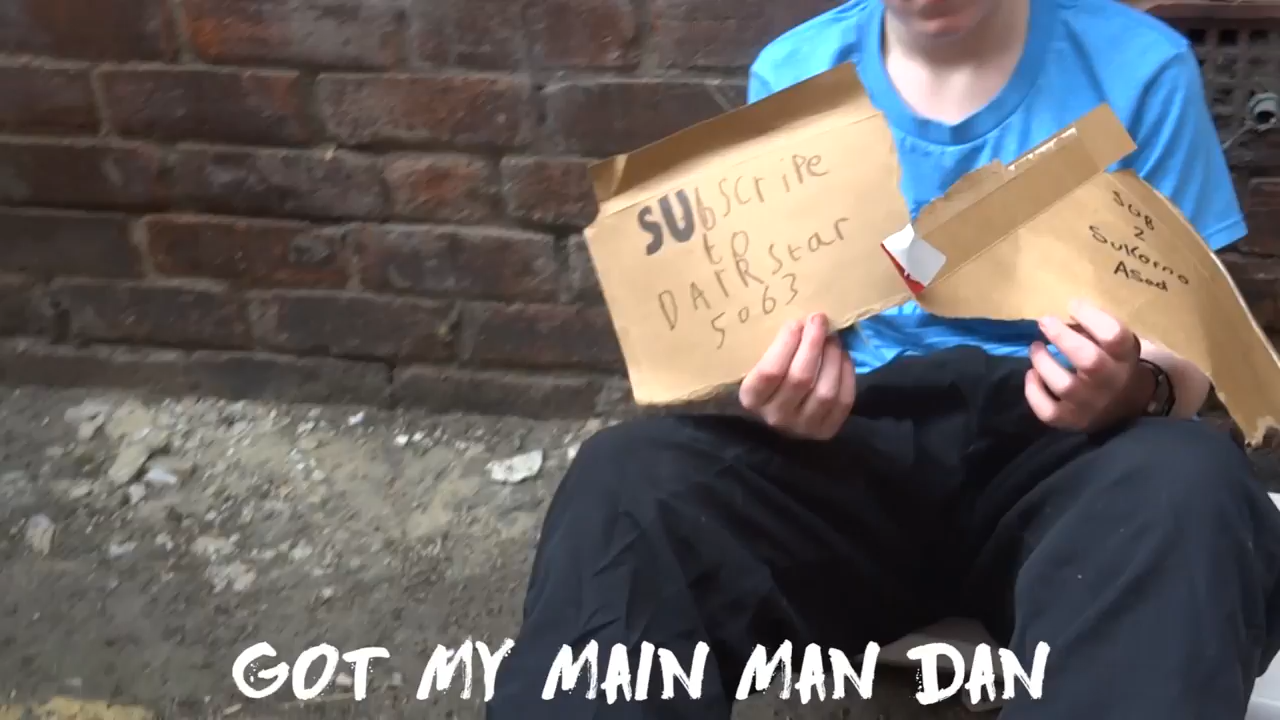 SUbscripe
to
DAIRStar
5063
SUB
2
Sukorno
Asad
GOT MY MAIN MAN DAN